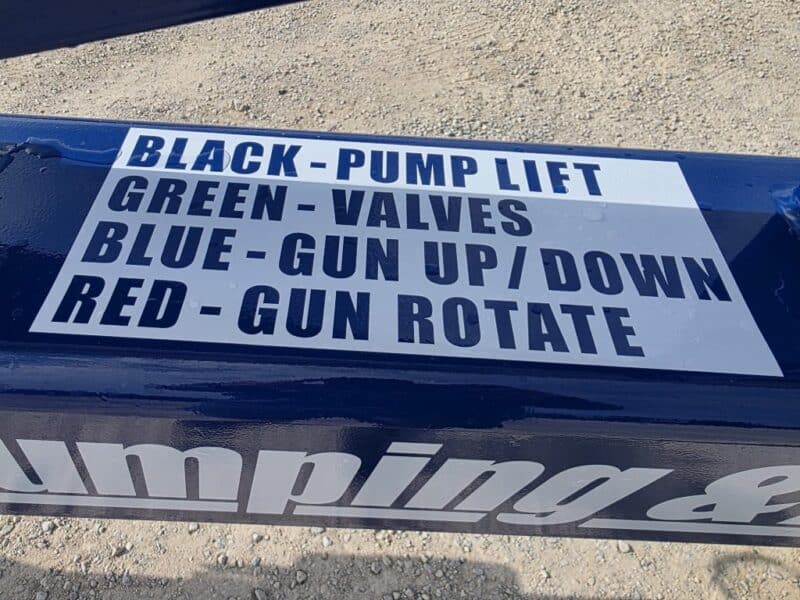 BLACK - PUMP LIFT
GREEN - VALVES
BLUE - GUN UP/DOWN
RED - GUN ROTATE
umping &